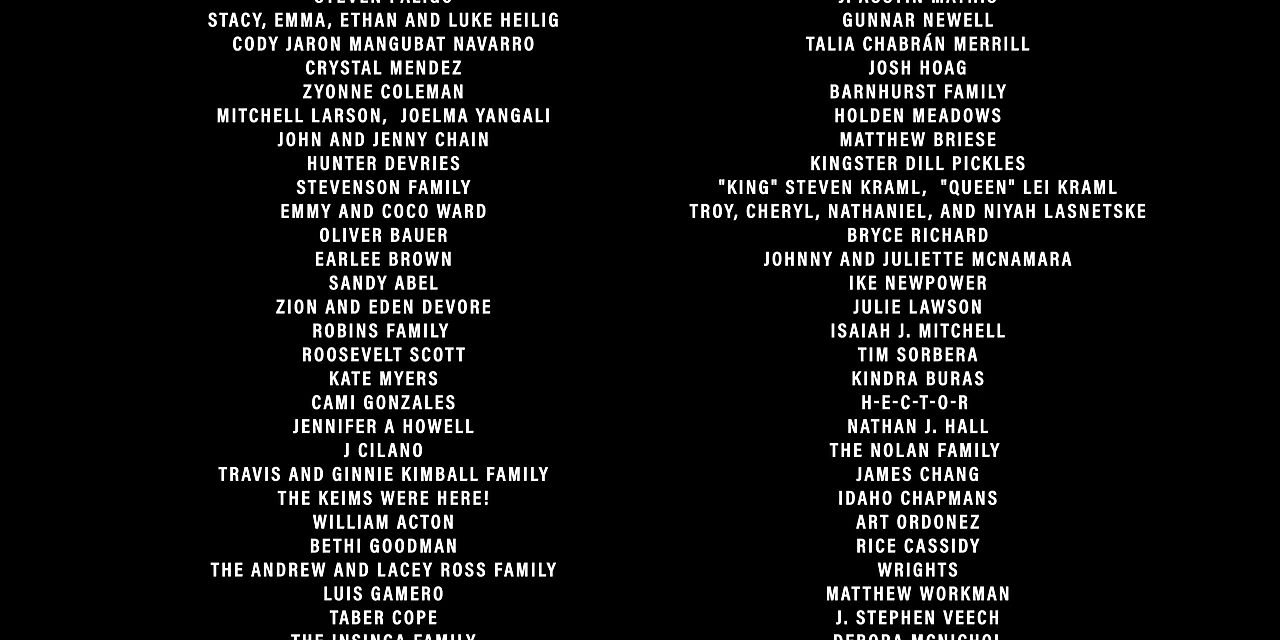 STACY, EMMA, ETHAN AND LUKE HEILIG
CODY JARON MANGUBAT NAVARRO
CRYSTAL MENDEZ
ZYONNE COLEMAN
MITCHELL LARSON, JOELMA YANGALI
JOHN AND JENNY CHAIN
HUNTER DEVRIES
STEVENSON FAMILY
EMMY AND COCO WARD
OLIVER BAUER
EARLEE BROWN
SANDY ABEL
ZION AND EDEN DEVORE
ROBINS FAMILY
ROOSEVELT SCOTT
KATE MYERS
CAMI GONZALES
JENNIFER A HOWELL
J CILANO
TRAVIS AND GINNIE KIMBALL FAMILY
THE KEIMS WERE HERE!
WILLIAM ACTON
BETHI GOODMAN
THE ANDREW AND LACEY ROSS FAMILY
LUIS GAMERO
TABER COPE
THE INSINGA FAMILY
GUNNAR NEWELL
TALIA CHABRÁN MERRILL
JOSH HOAG
BARNHURST FAMILY
HOLDEN MEADOWS
MATTHEW BRIESE
KINGSTER DILL PICKLES
"KING" STEVEN KRAML, "QUEEN" LEI KRAML
TROY, CHERYL, NATHANIEL, AND NIYAH LASNETSKE
BRYCE RICHARD
JOHNNY AND JULIETTE MCNAMARA
IKE NEWPOWER
JULIE LAWSON
ISAIAH J. MITCHELL
TIM SORBERA
KINDRA BURAS
H-E-C-T-O-R
NATHAN J. HALL
THE NOLAN FAMILY
JAMES CHANG
IDAHO CHAPMANS
ART ORDONEZ
RICE CASSIDY
WRIGHTS
MATTHEW WORKMAN
J. STEPHEN VEECH